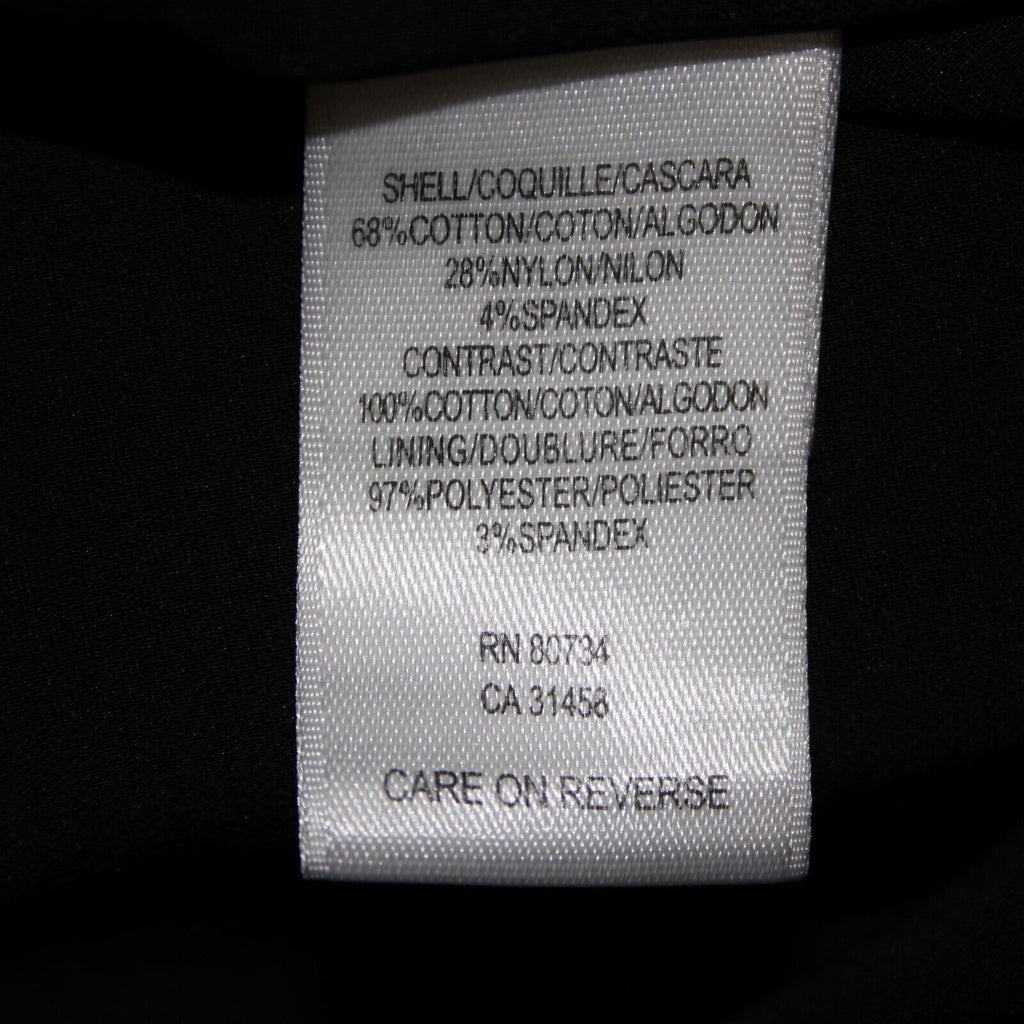 SHELL/COQUILLE/CASCARA
68%COTTON/COTON/ALGODON
28%NYLON/NILON
4%SPANDEX
CONTRAST/CONTRASTE
100%COTTON/COTON/ALGODON
LINING/DOUBLURE/FORRO
97%POLYESTER/POLIESTER
3%SPANDEX
RN 80734
CA 31458
CARE ON REVERSE